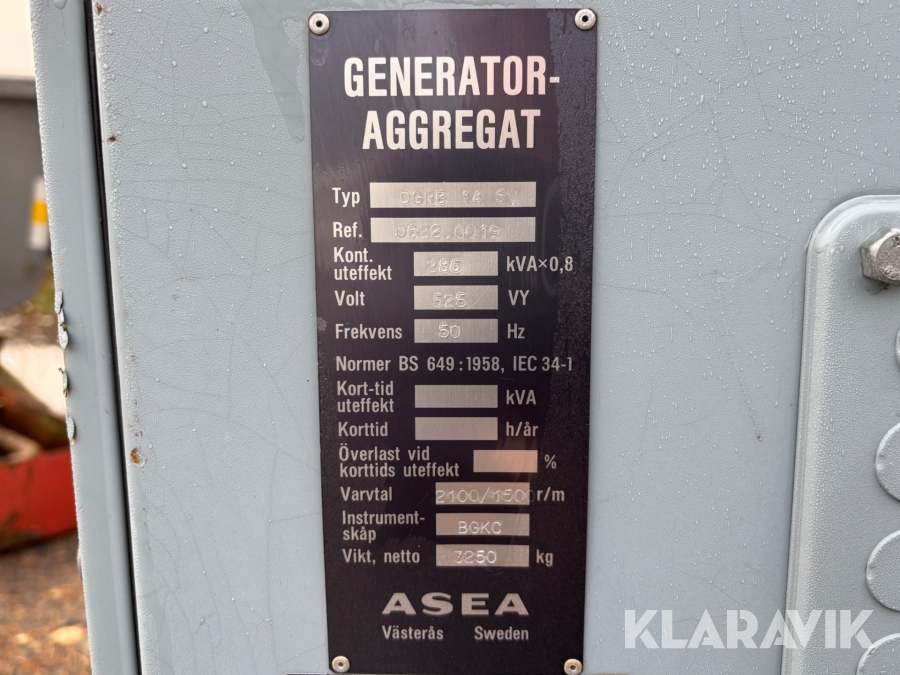 GENERATOR-
AGGREGAT
Typ DGRB 14 SV
Ref. 0622.0019
Kont. uteffekt 286 kVA×0,8
Volt 525 VY
Frekvens 50 Hz
Normer BS 649:1958, IEC 34-1
Kort-tid uteffekt kVA
Korttid h/år
Överlast vid
korttids uteffekt %
Varvtal 2100/1500 r/m
Instrument-
skåp BGKC
Vikt, netto 3250 kg
ASEA
Västerås Sweden
KLARAVIK